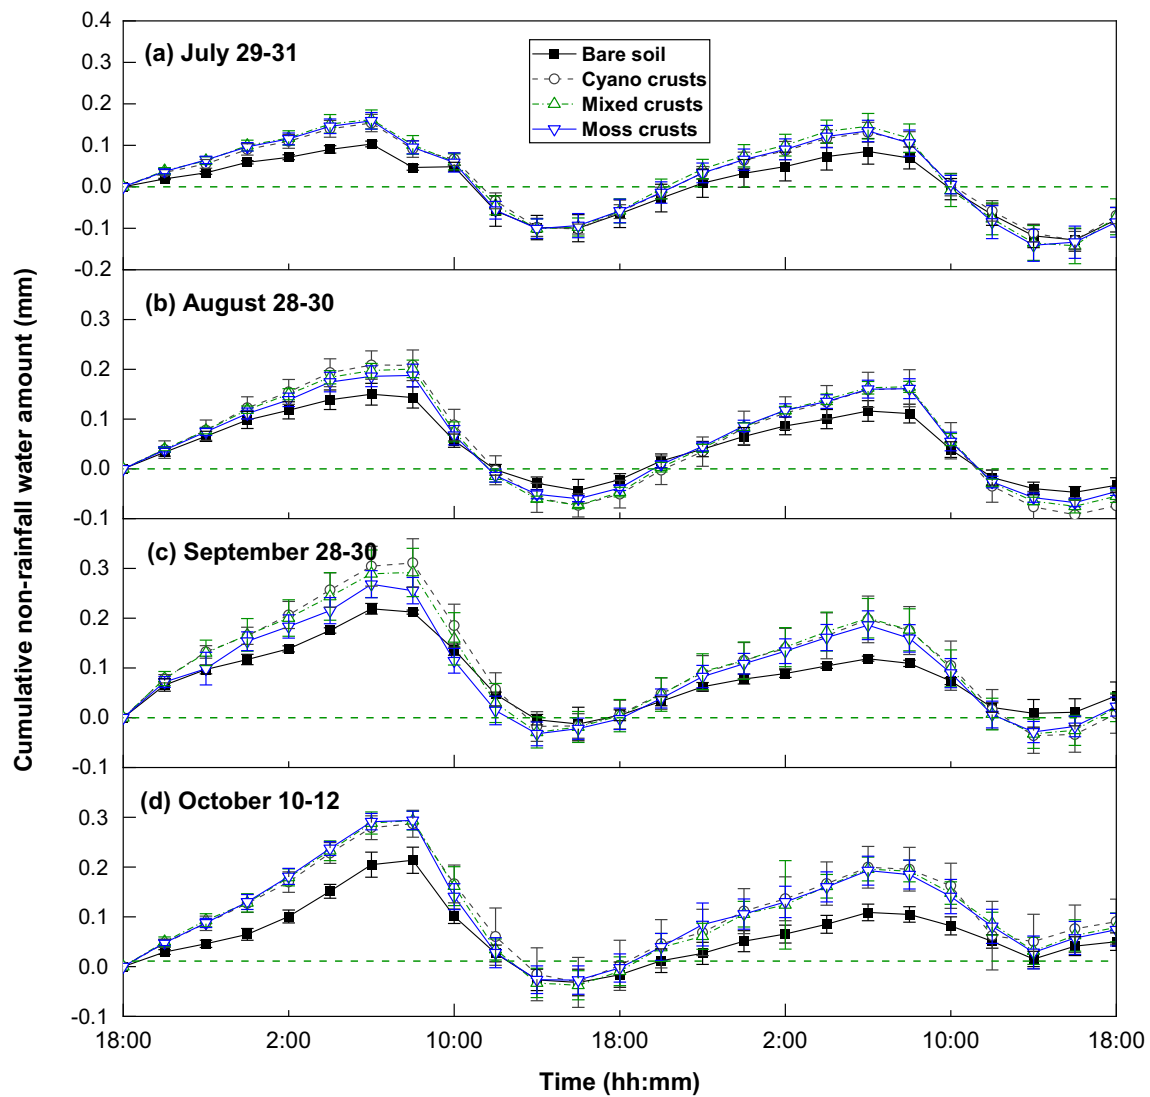 0.4
0.3
0.2
0.1
0.0
-0.1
-0.2
(a) July 29-31
Bare soil
Cyano crusts
Mixed crusts
Moss crusts
0.3
0.2
0.1
0.0
-0.1
(b) August 28-30
0.3
0.2
0.1
0.0
-0.1
(c) September 28-30
0.3
0.2
0.1
0.0
-0.1
(d) October 10-12
18:00 2:00 10:00 18:00 2:00 10:00 18:00
Time (hh:mm)
Cumulative non-rainfall water amount (mm)